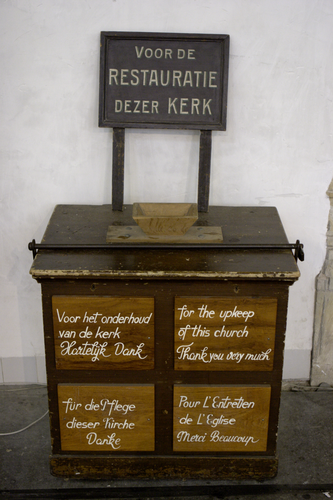 VOOR DE
RESTAURATIE
DEZER KERK
Voor het onderhoud
van de kerk
Hartelijk Dank
for the upkeep
of this church
Thank you very much
für die Pflege
dieser Kirche
Danke
Pour L'Entretien
de L'Eglise
Merci Beaucoup